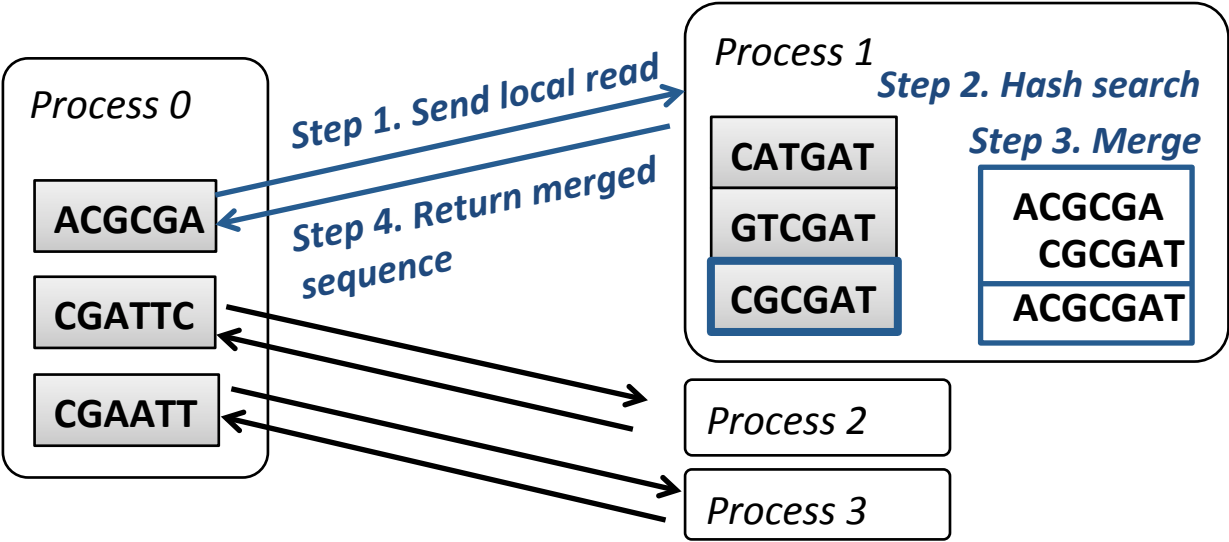 Process 0
ACGCGA
CGATTC
CGAATT
Step 1. Send local read
Step 4. Return merged
sequence
Process 1
Step 2. Hash search
Step 3. Merge
CATGAT
GTCGAT
CGCGAT
ACGCGA
CGCGAT
ACGCGAT
Process 2
Process 3